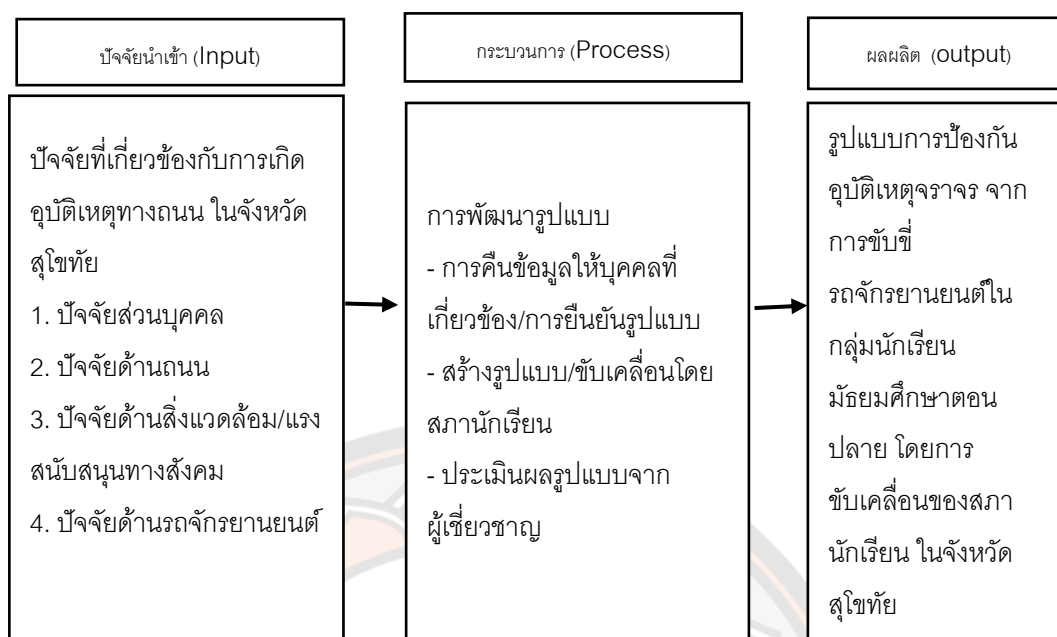 ปัจจัยนำเข้า (Input)
ปัจจัยที่เกี่ยวข้องกับการเกิด
อุบัติเหตุทางถนน ในจังหวัด
สุโขทัย
1. ปัจจัยส่วนบุคคล
2. ปัจจัยด้านถนน
3. ปัจจัยด้านสิ่งแวดล้อม/แรง
สนับสนุนทางสังคม
4. ปัจจัยด้านรถจักรยานยนต์
กระบวนการ (Process)
การพัฒนารูปแบบ
- การคืนข้อมูลให้บุคคลที่
เกี่ยวข้อง/การยืนยันรูปแบบ
- สร้างรูปแบบ/ขับเคลื่อนโดย
สภานักเรียน
- ประเมินผลรูปแบบจาก
ผู้เชี่ยวชาญ
ผลผลิต (output)
รูปแบบการป้องกัน
อุบัติเหตุจราจร จาก
การขับขี่
รถจักรยานยนต์ใน
กลุ่มนักเรียน
มัธยมศึกษาตอน
ปลาย โดยการ
ขับเคลื่อนของสภา
นักเรียน ในจังหวัด
สุโขทัย